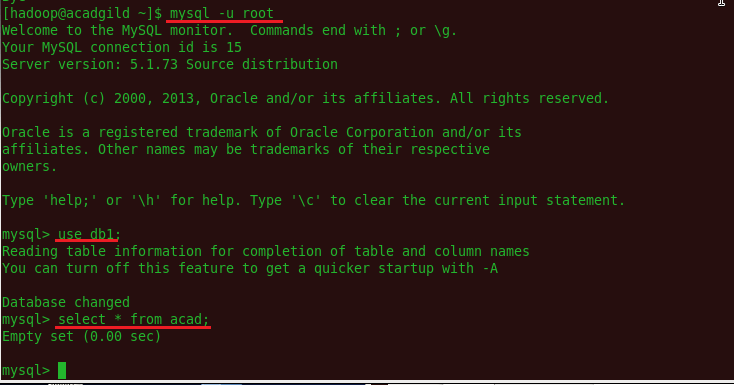 [hadoop@acadgild ~]$ mysql -u root
Welcome to the MySQL monitor.  Commands end with ; or \g.
Your MySQL connection id is 15
Server version: 5.1.73 Source distribution
Copyright (c) 2000, 2013, Oracle and/or its affiliates. All rights reserved.
Oracle is a registered trademark of Oracle Corporation and/or its
affiliates. Other names may be trademarks of their respective
owners.
Type 'help;' or '\h' for help. Type '\c' to clear the current input statement.
mysql> use db1;
Reading table information for completion of table and column names
You can turn off this feature to get a quicker startup with -A
Database changed
mysql> select * from acad;
Empty set (0.00 sec)
mysql>